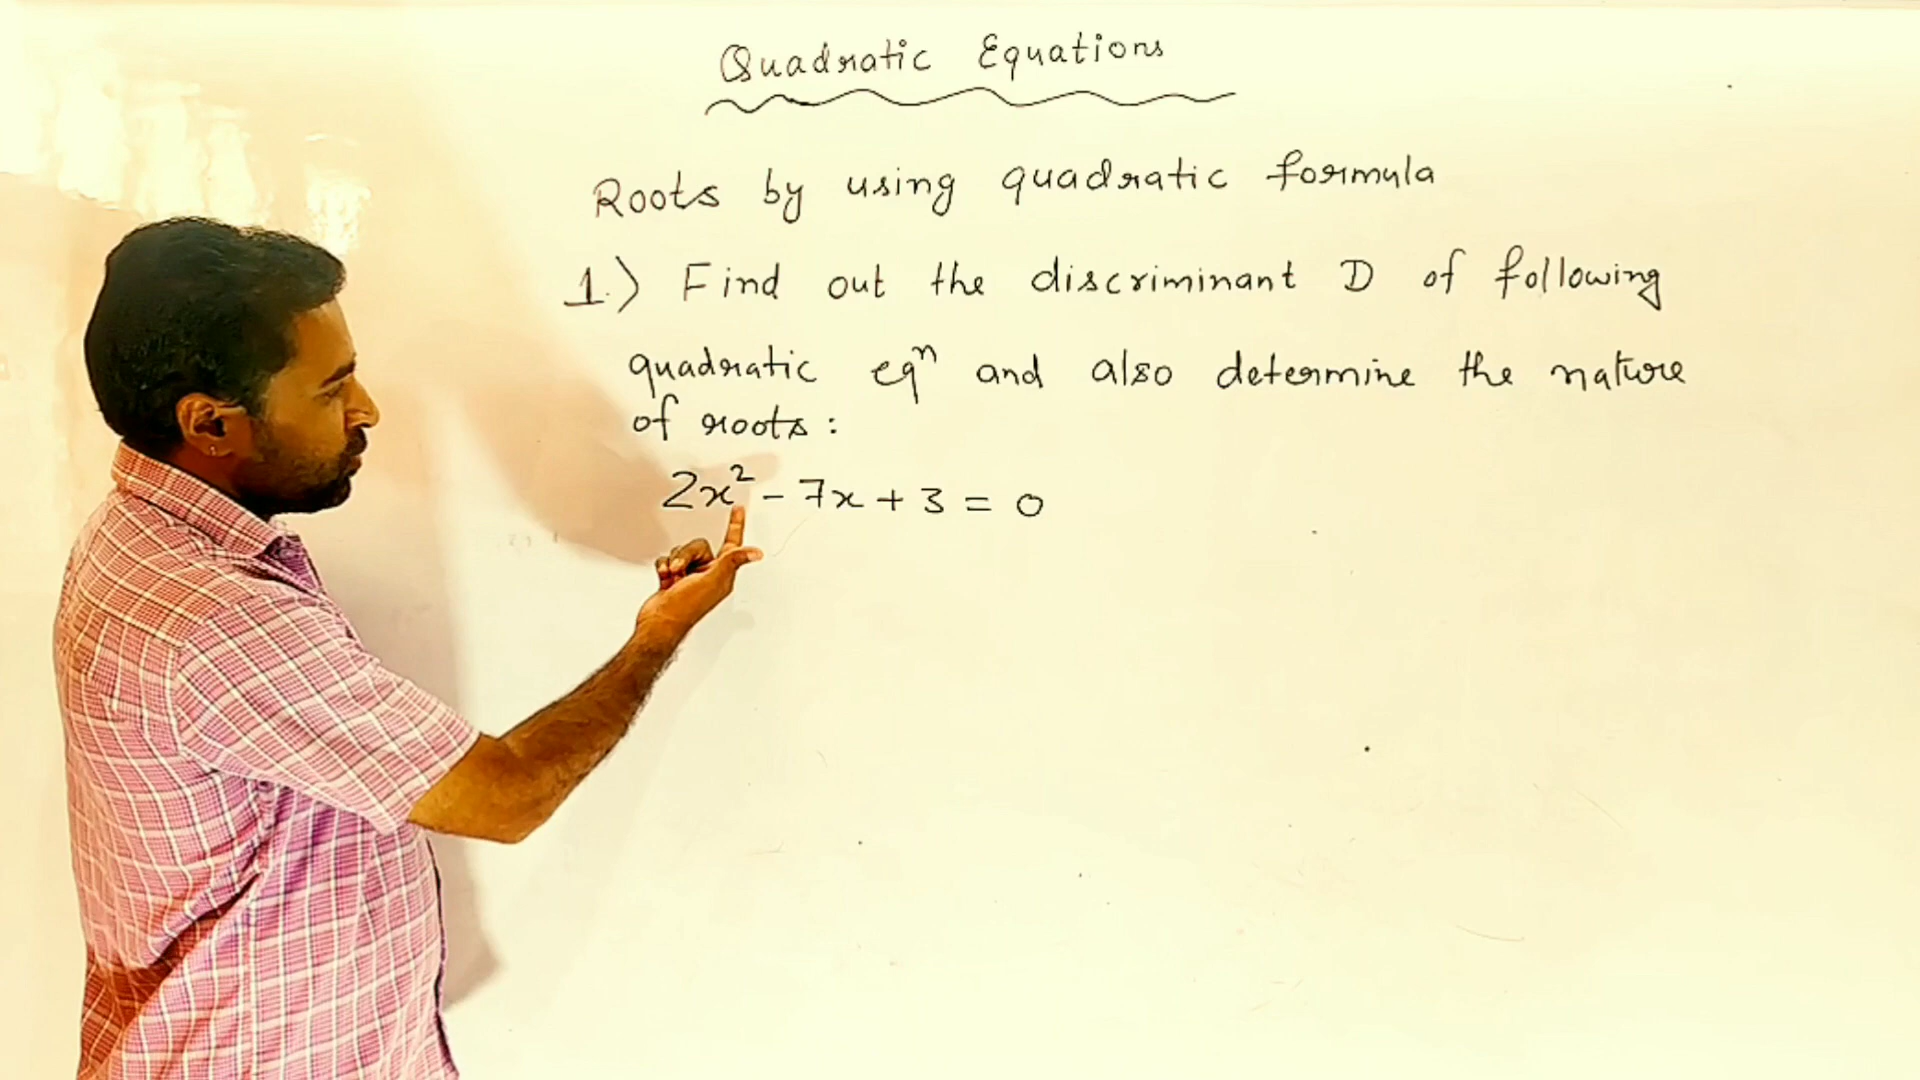 Quadratic Equations
Roots by using quadratic formula
1.) Find out the discriminant D of following
quadratic eqⁿ and also determine the nature
of roots:
2x² - 7x + 3 = 0